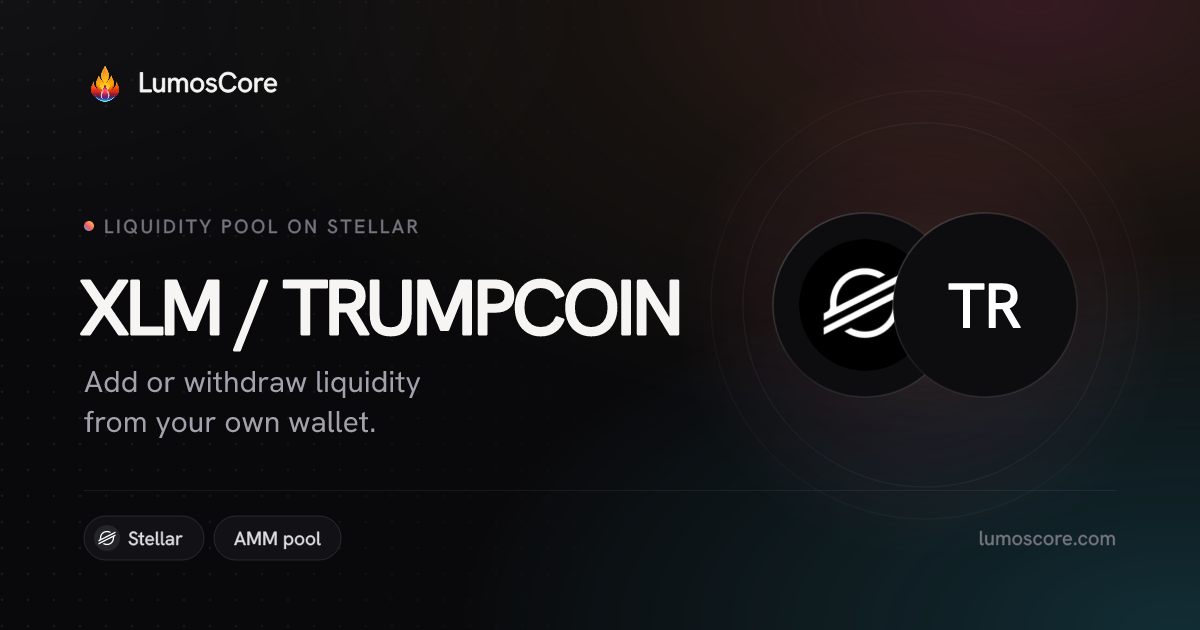 LumosCore
LIQUIDITY POOL ON STELLAR
XLM / TRUMPCOIN
TR
Add or withdraw liquidity
from your own wallet.
Stellar
AMM pool
lumoscore.com